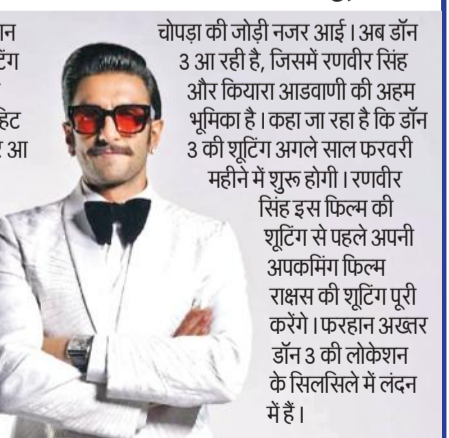 चोपड़ा की जोड़ी नजर आई। अब डॉन
3 आ रही है, जिसमें रणवीर सिंह
और कियारा आडवाणी की अहम
भूमिका है। कहा जा रहा है कि डॉन
3 की शूटिंग अगले साल फरवरी
महीने में शुरू होगी। रणवीर
सिंह इस फिल्म की
शूटिंग से पहले अपनी
अपकमिंग फिल्म
राक्षस की शूटिंग पूरी
करेंगे। फरहान अख्तर
डॉन 3 की लोकेशन
के सिलसिले में लंदन
में हैं।